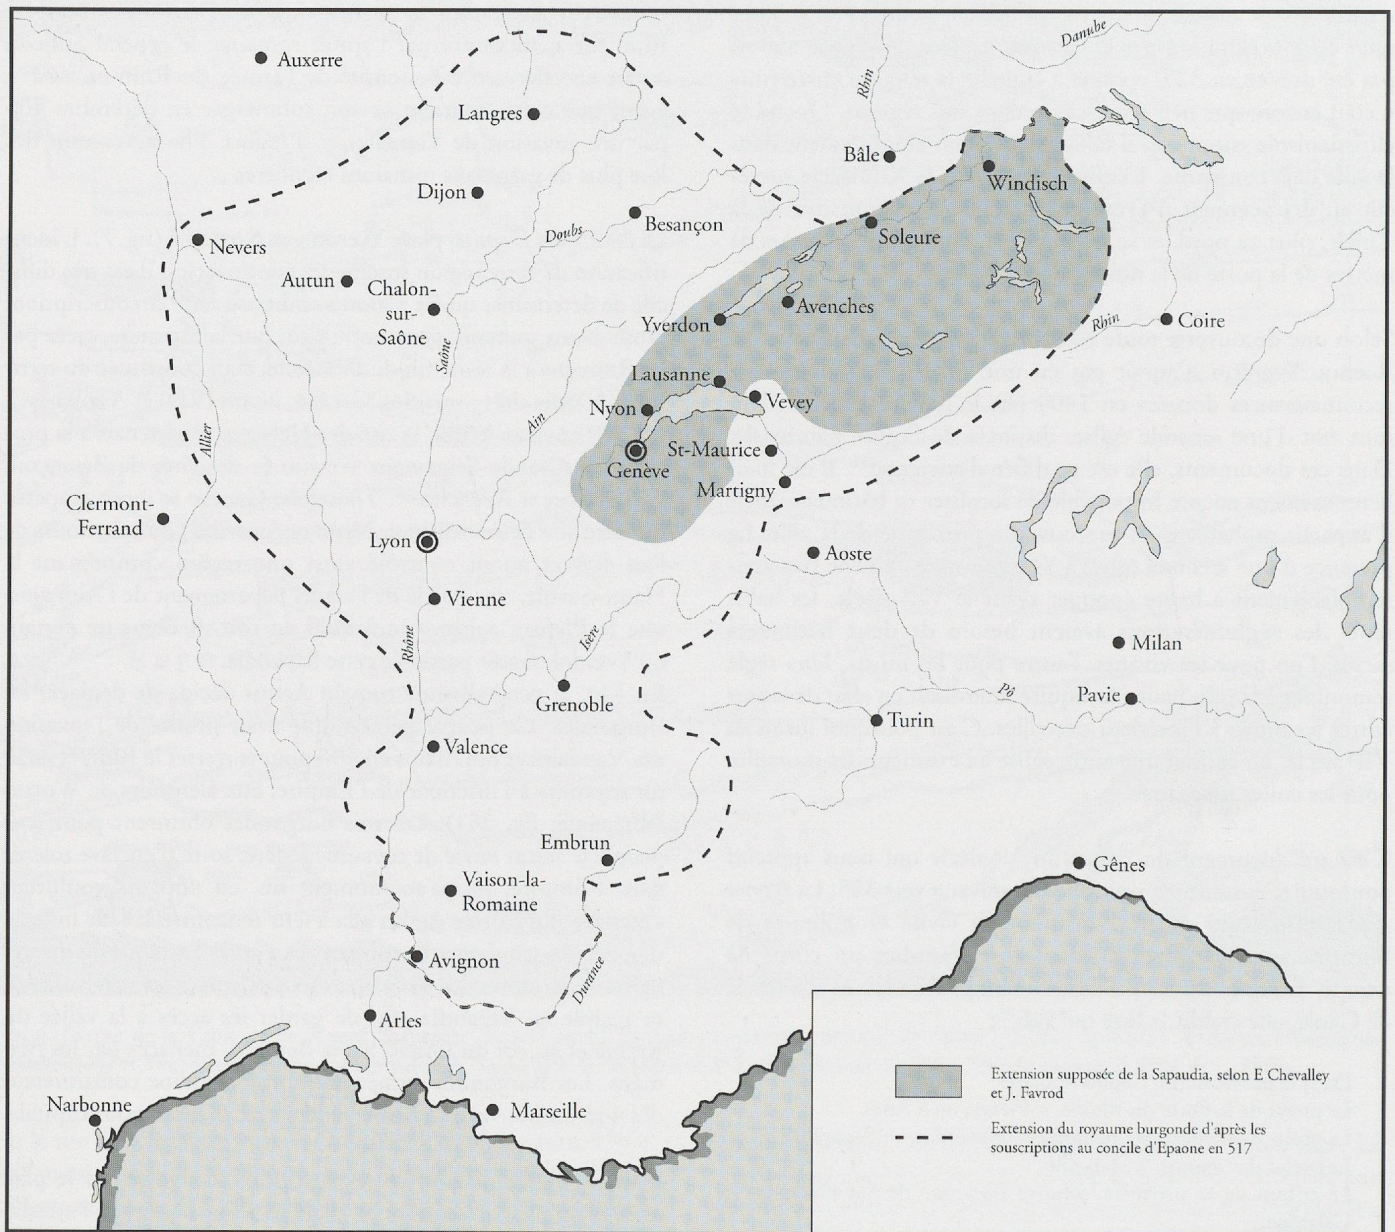 Danube
Rhin
Auxerre
Langres
Bâle
Windisch
Dijon
Besançon
Doubs
Soleure
Nevers
Autun
Chalon-
sur-
Saône
Saône
Avenches
Yverdon
Rhin
Coire
Lausanne
Nyon
Vevey
Ain
Allier
St-Maurice
Genève
Martigny
Clermont-
Ferrand
Lyon
Aoste
Vienne
Rhône
Isère
Milan
Grenoble
Pô
Pavie
Turin
Valence
Embrun
Gênes
Vaison-la-
Romaine
Avignon
Durance
Arles
Narbonne
Marseille
Extension supposée de la Sapaudia, selon F. Chevalley
et J. Favrod
Extension du royaume burgonde d'après les
souscriptions au concile d'Epaone en 517